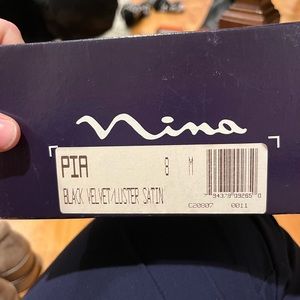 Nina
PIA 8 M
BLACK VELVET/LUSTER SATIN
C20807 0011